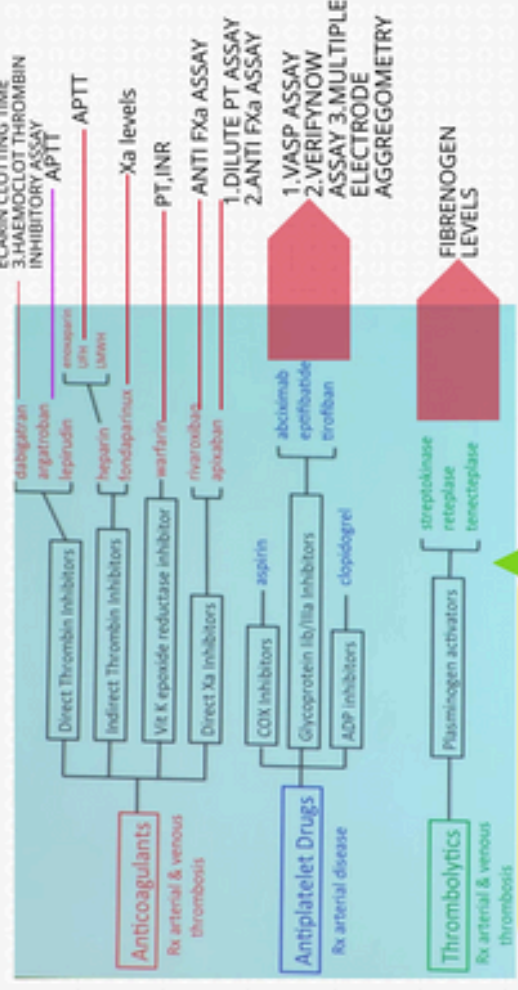 ECARIN CLOTTING TIME
3.HAEMOCLOT THROMBIN
INHIBITORY ASSAY
APTT
APTT
Xa levels
PT,INR
ANTI FXa ASSAY
1.DILUTE PT ASSAY
2.ANTI FXa ASSAY
1.VASP ASSAY
2.VERIFYNOW
ASSAY 3.MULTIPLE
ELECTRODE
AGGREGOMETRY
FIBRENOGEN
LEVELS
Anticoagulants
Rx arterial & venous
thrombosis
Direct Thrombin Inhibitors
dabigatran
argatroban
lepirudin
Indirect Thrombin Inhibitors
heparin
fondaparinux
enoxaparin
UFH
LMWH
Vit K epoxide reductase inhibitor
warfarin
Direct Xa Inhibitors
rivaroxiban
apixaban
Antiplatelet Drugs
Rx arterial disease
COX Inhibitors
aspirin
Glycoprotein IIb/IIIa Inhibitors
abciximab
eptifibatide
tirofiban
ADP inhibitors
clopidogrel
Thrombolytics
Rx arterial & venous
thrombosis
Plasminogen activators
streptokinase
reteplase
tenecteplase